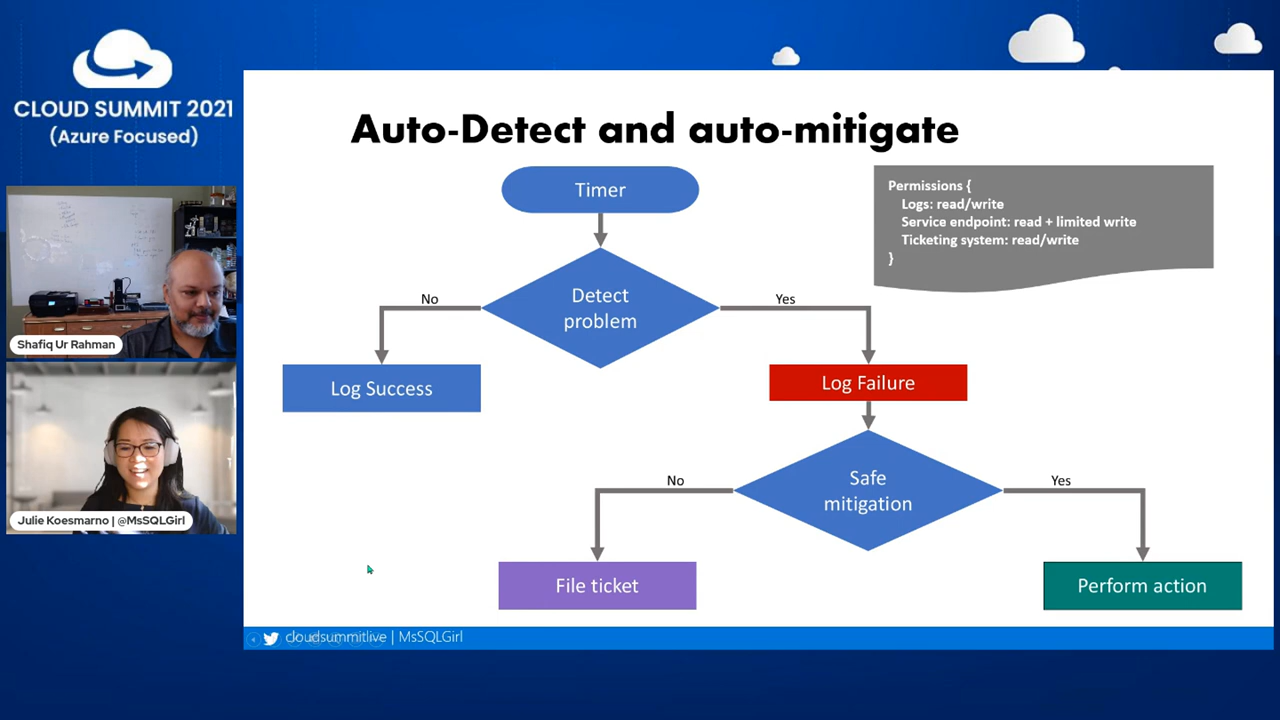 CLOUD SUMMIT 2021
(Azure Focused)
Shafiq Ur Rahman
Julie Koesmarno | @MsSQLGirl
Auto-Detect and auto-mitigate
Timer
Permissions {
Logs: read/write
Service endpoint: read + limited write
Ticketing system: read/write
}
Detect
problem
No
Yes
Log Success
Log Failure
Safe
mitigation
No
Yes
File ticket
Perform action
cloudsummitlive | MsSQLGirl